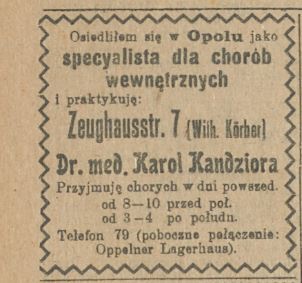 Osiedliłem się w Opolu jako
specyalista dla chorób
wewnętrznych
i praktykuję:
Zeughausstr. 7 (Wilh. Körber)
Dr. med. Karol Kandziora
Przyjmuję chorych w dni powszed.
od 8—10 przed poł.
od 3—4 po połudn.
Telefon 79 (poboczne połączenie:
Oppelner Lagerhaus).